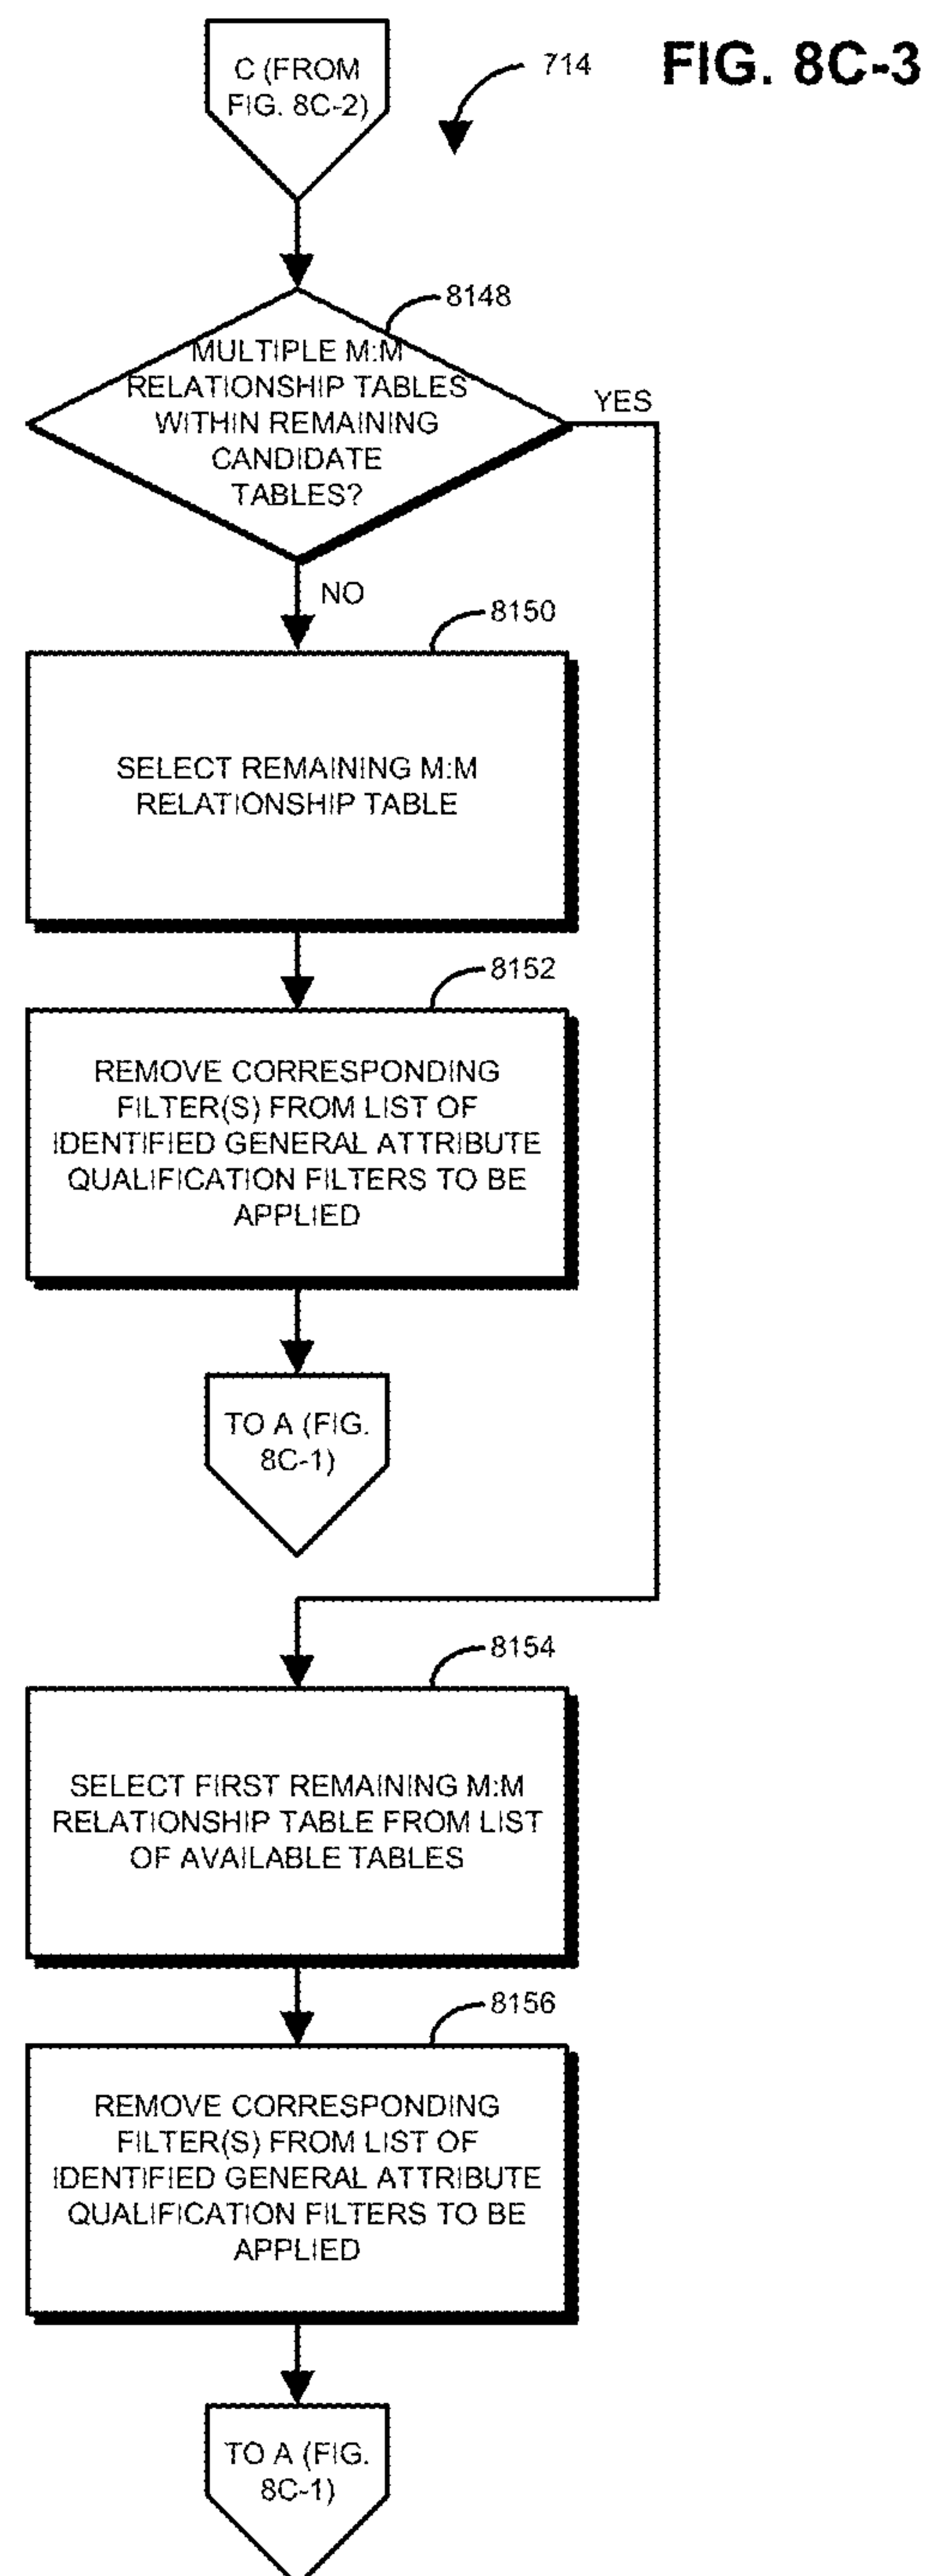 C (FROM
FIG. 8C-2)
714
FIG. 8C-3
8148
MULTIPLE M:M
RELATIONSHIP TABLES
WITHIN REMAINING
CANDIDATE
TABLES?
YES
NO
8150
SELECT REMAINING M:M
RELATIONSHIP TABLE
8152
REMOVE CORRESPONDING
FILTER(S) FROM LIST OF
IDENTIFIED GENERAL ATTRIBUTE
QUALIFICATION FILTERS TO BE
APPLIED
TO A (FIG.
8C-1)
8154
SELECT FIRST REMAINING M:M
RELATIONSHIP TABLE FROM LIST
OF AVAILABLE TABLES
8156
REMOVE CORRESPONDING
FILTER(S) FROM LIST OF
IDENTIFIED GENERAL ATTRIBUTE
QUALIFICATION FILTERS TO BE
APPLIED
TO A (FIG.
8C-1)